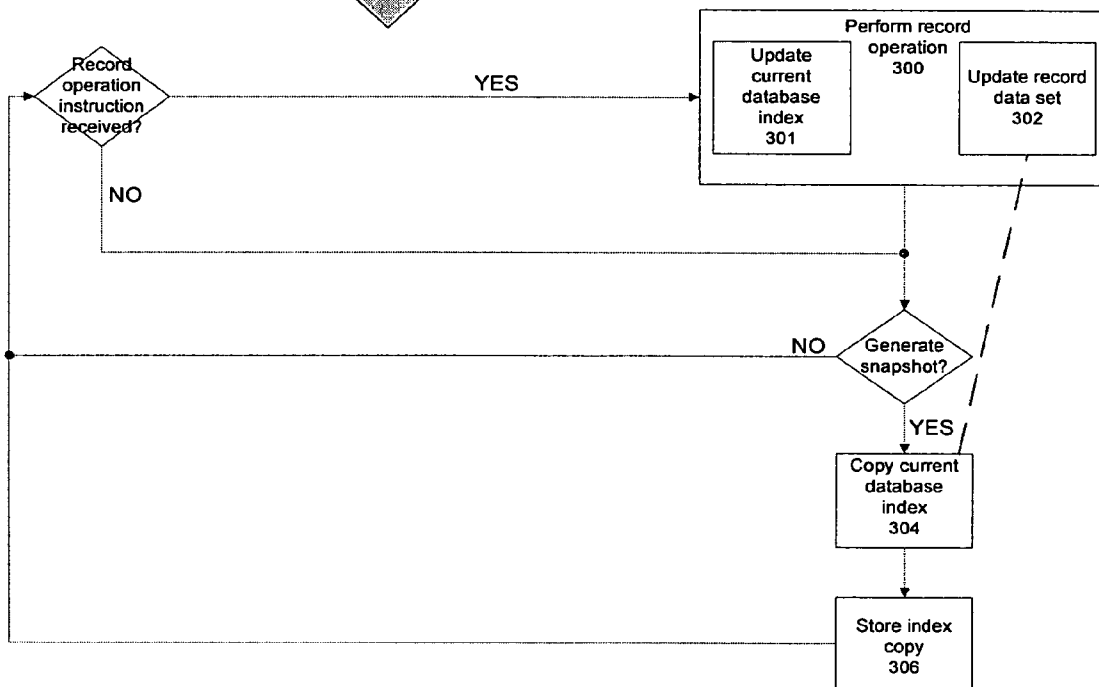 Record
operation
instruction
received?
YES
NO
Perform record
operation
300
Update
current
database
index
301
Update record
data set
302
Generate
snapshot?
NO
YES
Copy current
database
index
304
Store index
copy
306